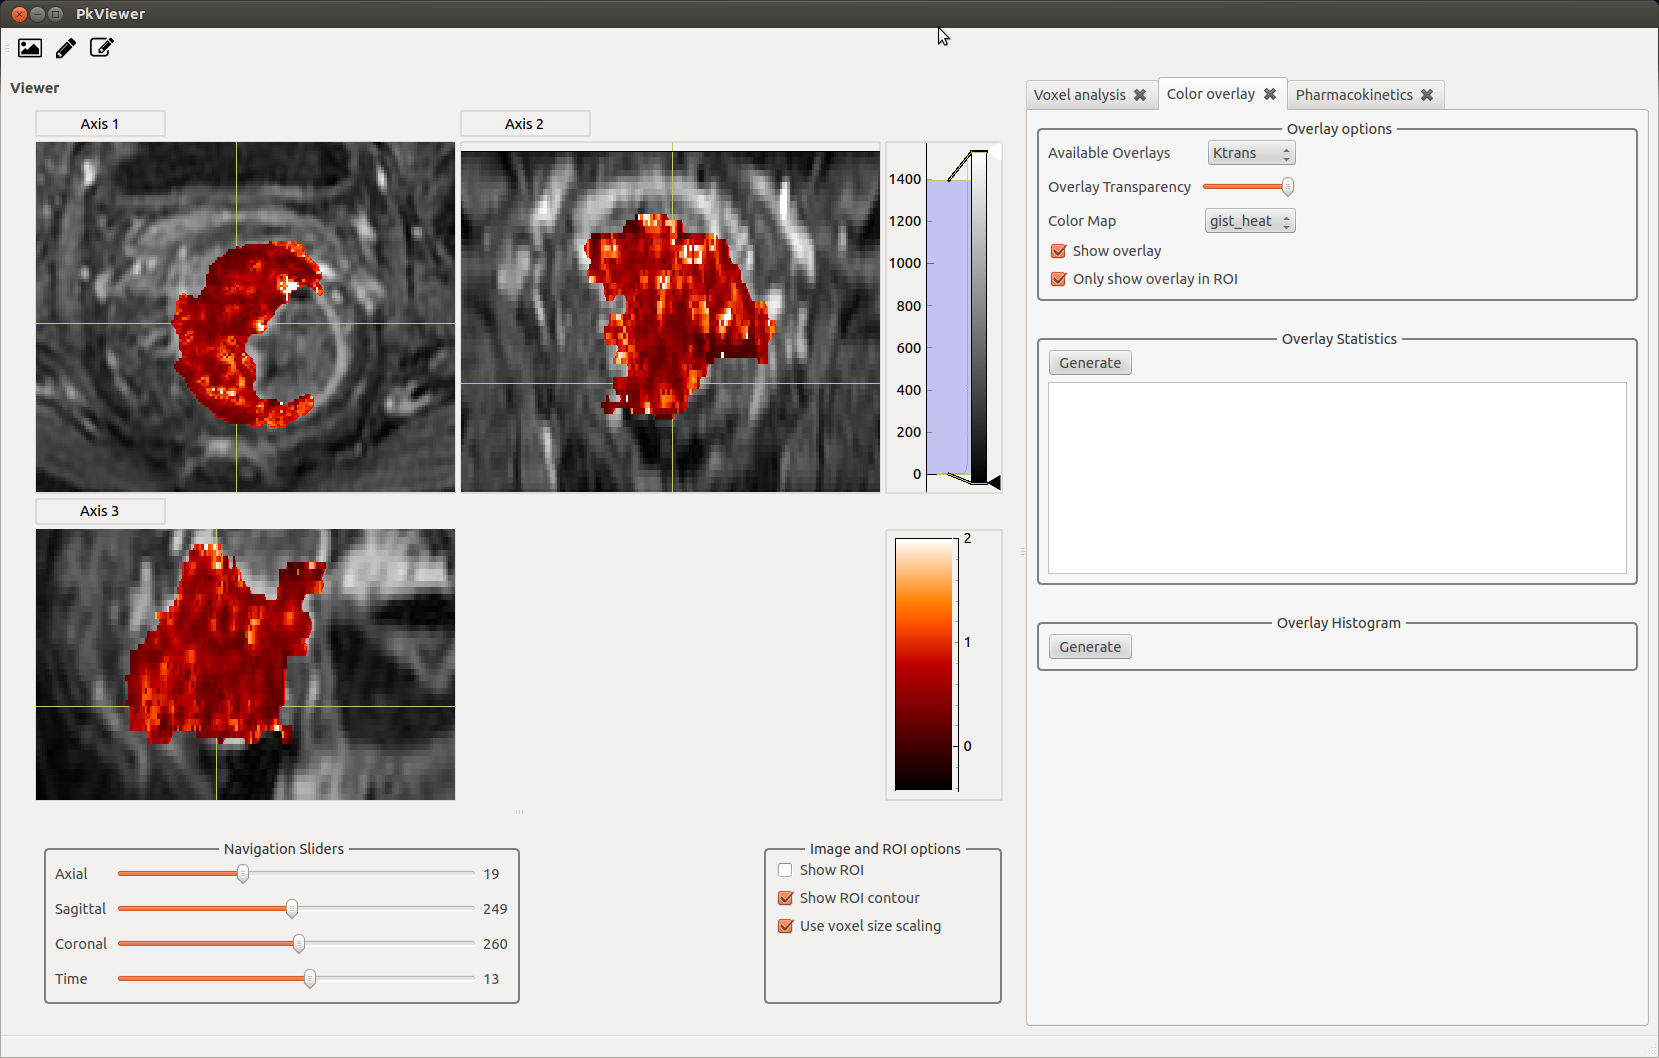 PkViewer
Viewer
Axis 1
Axis 2
1400
1200
1000
800
600
400
200
0
Axis 3
2
1
0
Navigation Sliders
Axial 19
Sagittal 249
Coronal 260
Time 13
Image and ROI options
Show ROI
Show ROI contour
Use voxel size scaling
Voxel analysis
Color overlay
Pharmacokinetics
Overlay options
Available Overlays Ktrans
Overlay Transparency
Color Map gist_heat
Show overlay
Only show overlay in ROI
Overlay Statistics
Generate
Overlay Histogram
Generate